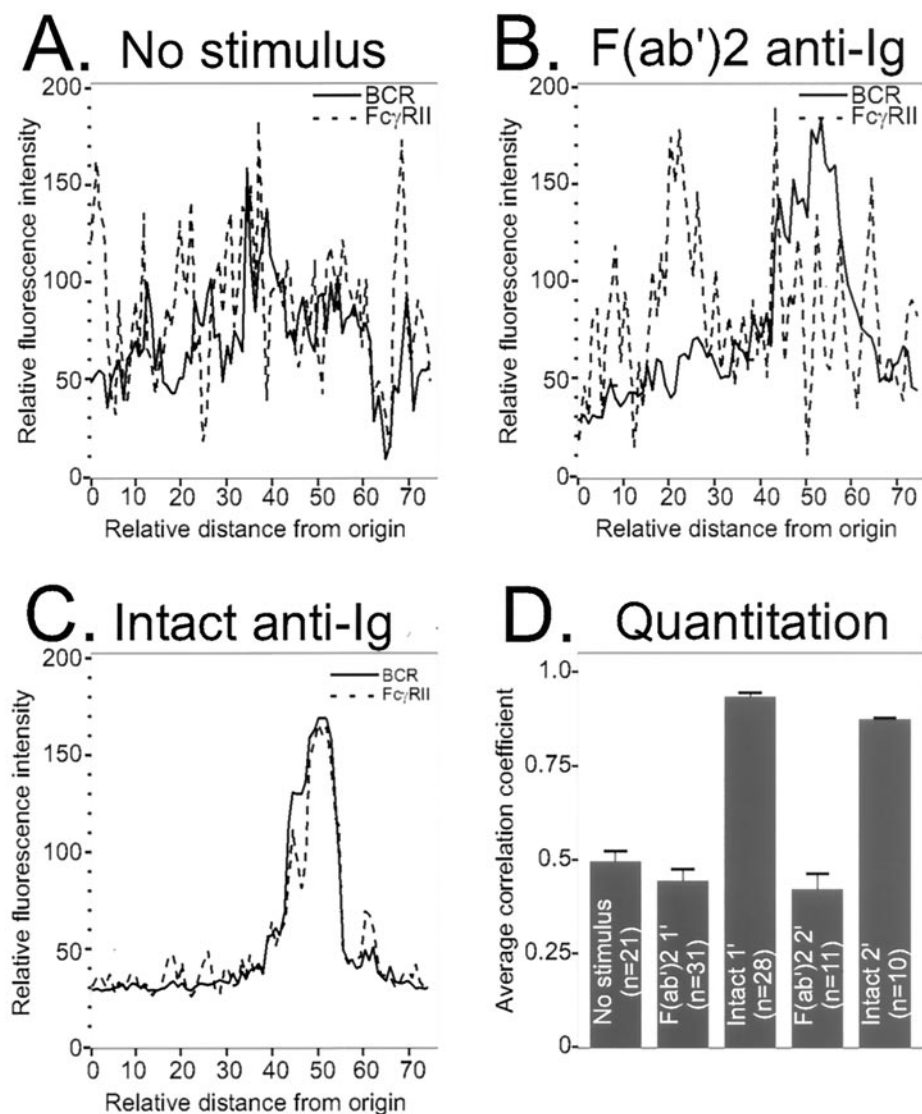 A. No stimulus
200
150
100
50
0
Relative fluorescence intensity
BCR
FcγRII
0 10 20 30 40 50 60 70
Relative distance from origin
B. F(ab')2 anti-Ig
200
150
100
50
0
Relative fluorescence intensity
BCR
FcγRII
0 10 20 30 40 50 60 70
Relative distance from origin
C. Intact anti-Ig
200
150
100
50
0
Relative fluorescence intensity
BCR
FcγRII
0 10 20 30 40 50 60 70
Relative distance from origin
D. Quantitation
1.0
0.75
0.5
0.25
0
Average correlation coefficient
No stimulus
(n=21)
F(ab')2 1'
(n=31)
Intact 1'
(n=28)
F(ab')2 2'
(n=11)
Intact 2'
(n=10)